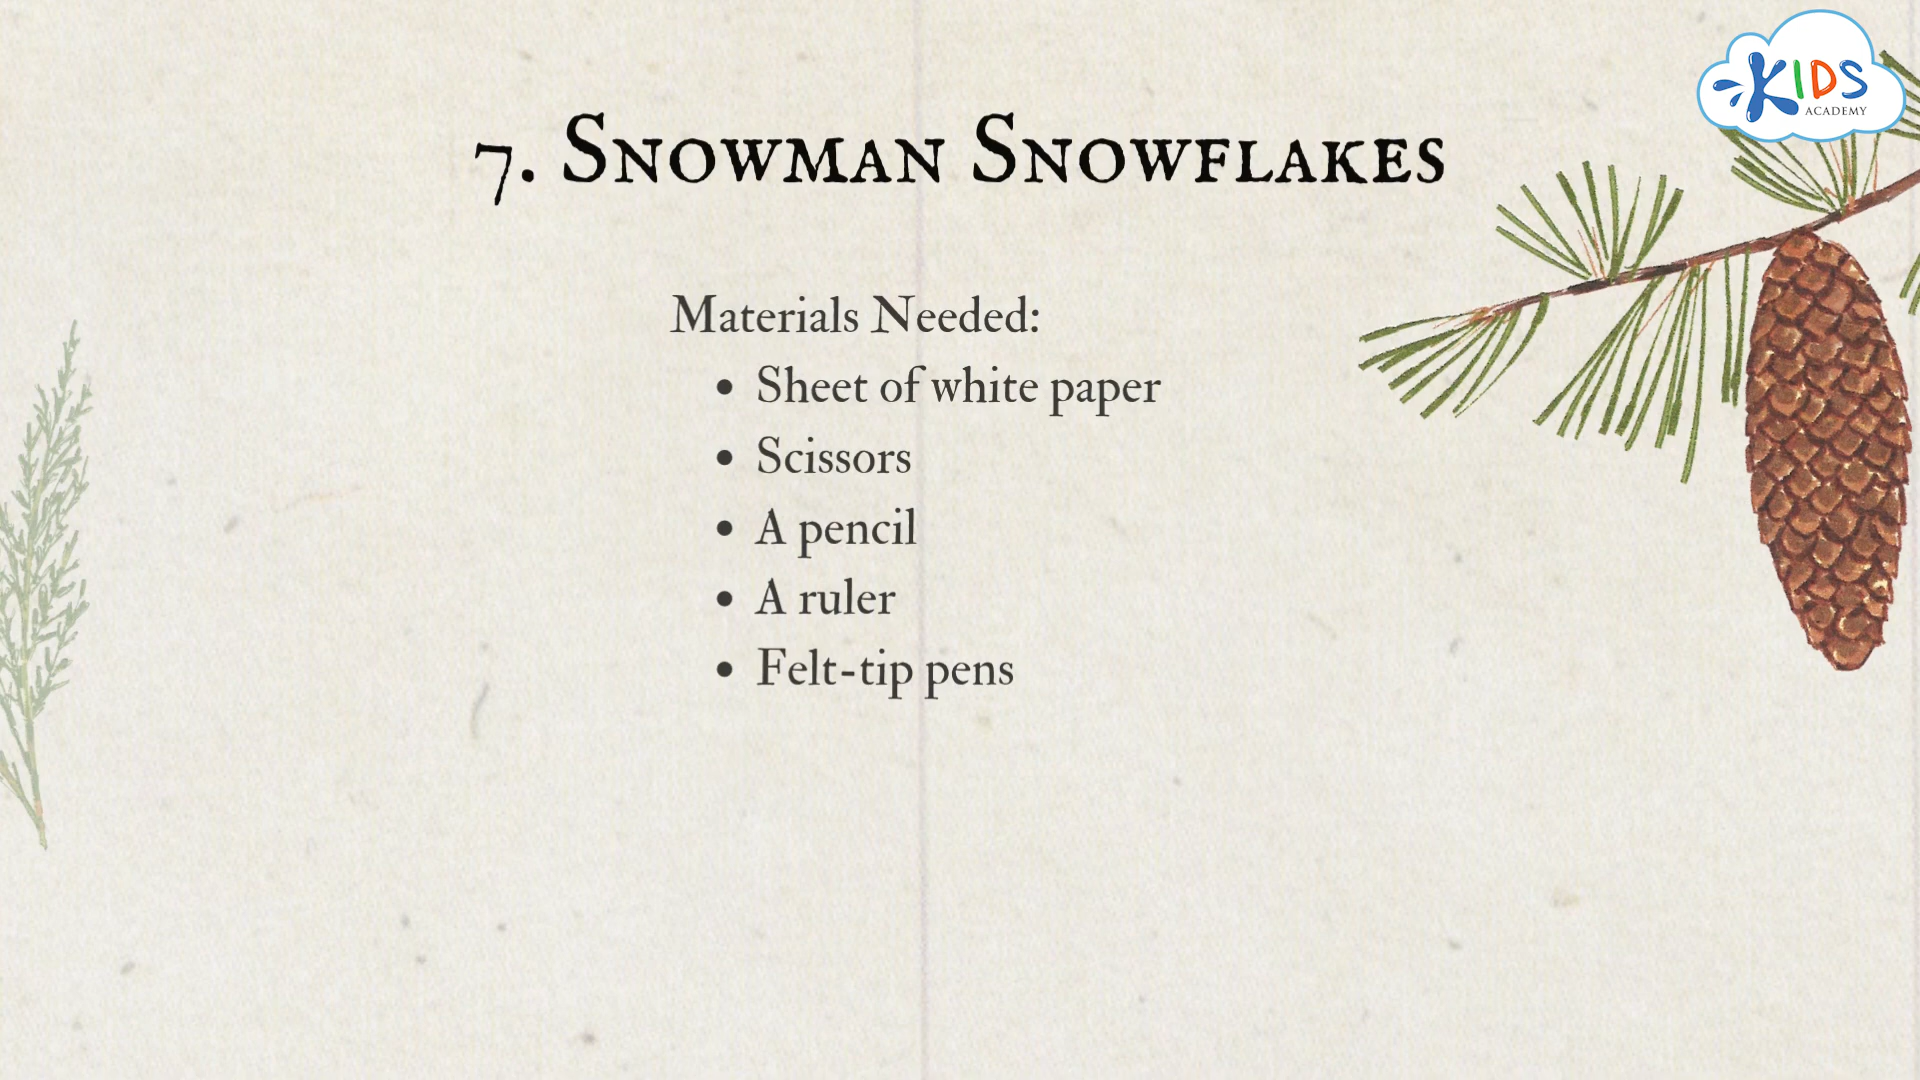 KIDS
ACADEMY
7. Snowman Snowflakes
Materials Needed:
• Sheet of white paper
• Scissors
• A pencil
• A ruler
• Felt-tip pens